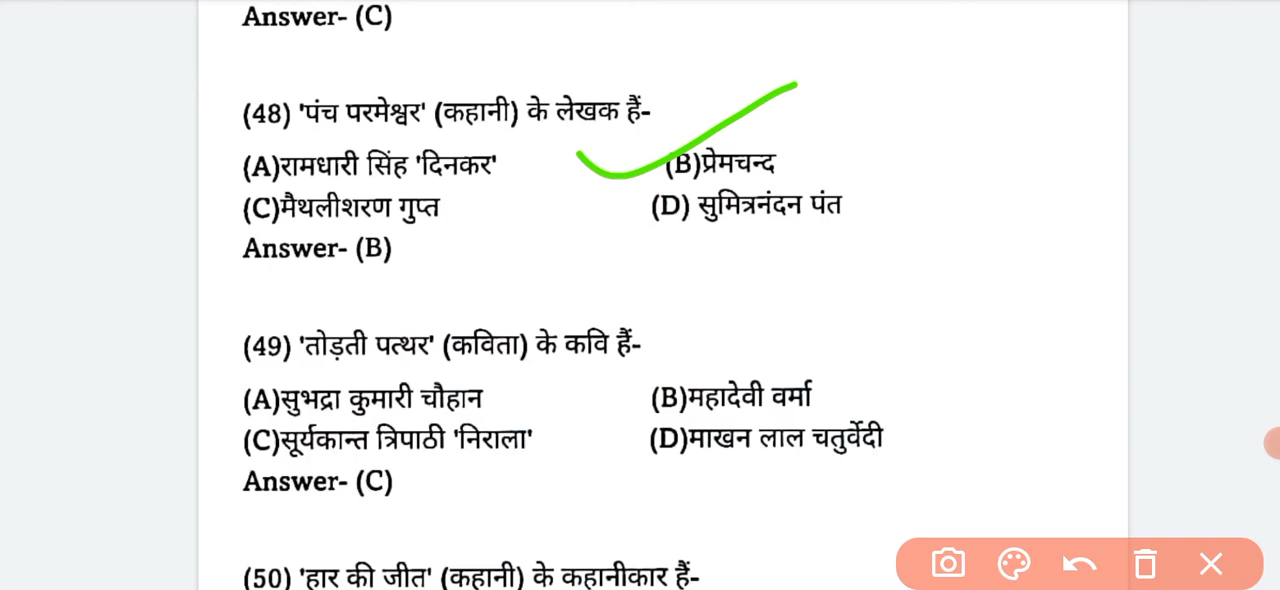 Answer- (C)
(48) 'पंच परमेश्वर' (कहानी) के लेखक हैं-
(A)रामधारी सिंह 'दिनकर' (B)प्रेमचन्द
(C)मैथलीशरण गुप्त (D) सुमित्रनंदन पंत
Answer- (B)
(49) 'तोड़ती पत्थर' (कविता) के कवि हैं-
(A)सुभद्रा कुमारी चौहान (B)महादेवी वर्मा
(C)सूर्यकान्त त्रिपाठी 'निराला' (D)माखन लाल चतुर्वेदी
Answer- (C)
(50) 'हार की जीत' (कहानी) के कहानीकार हैं-